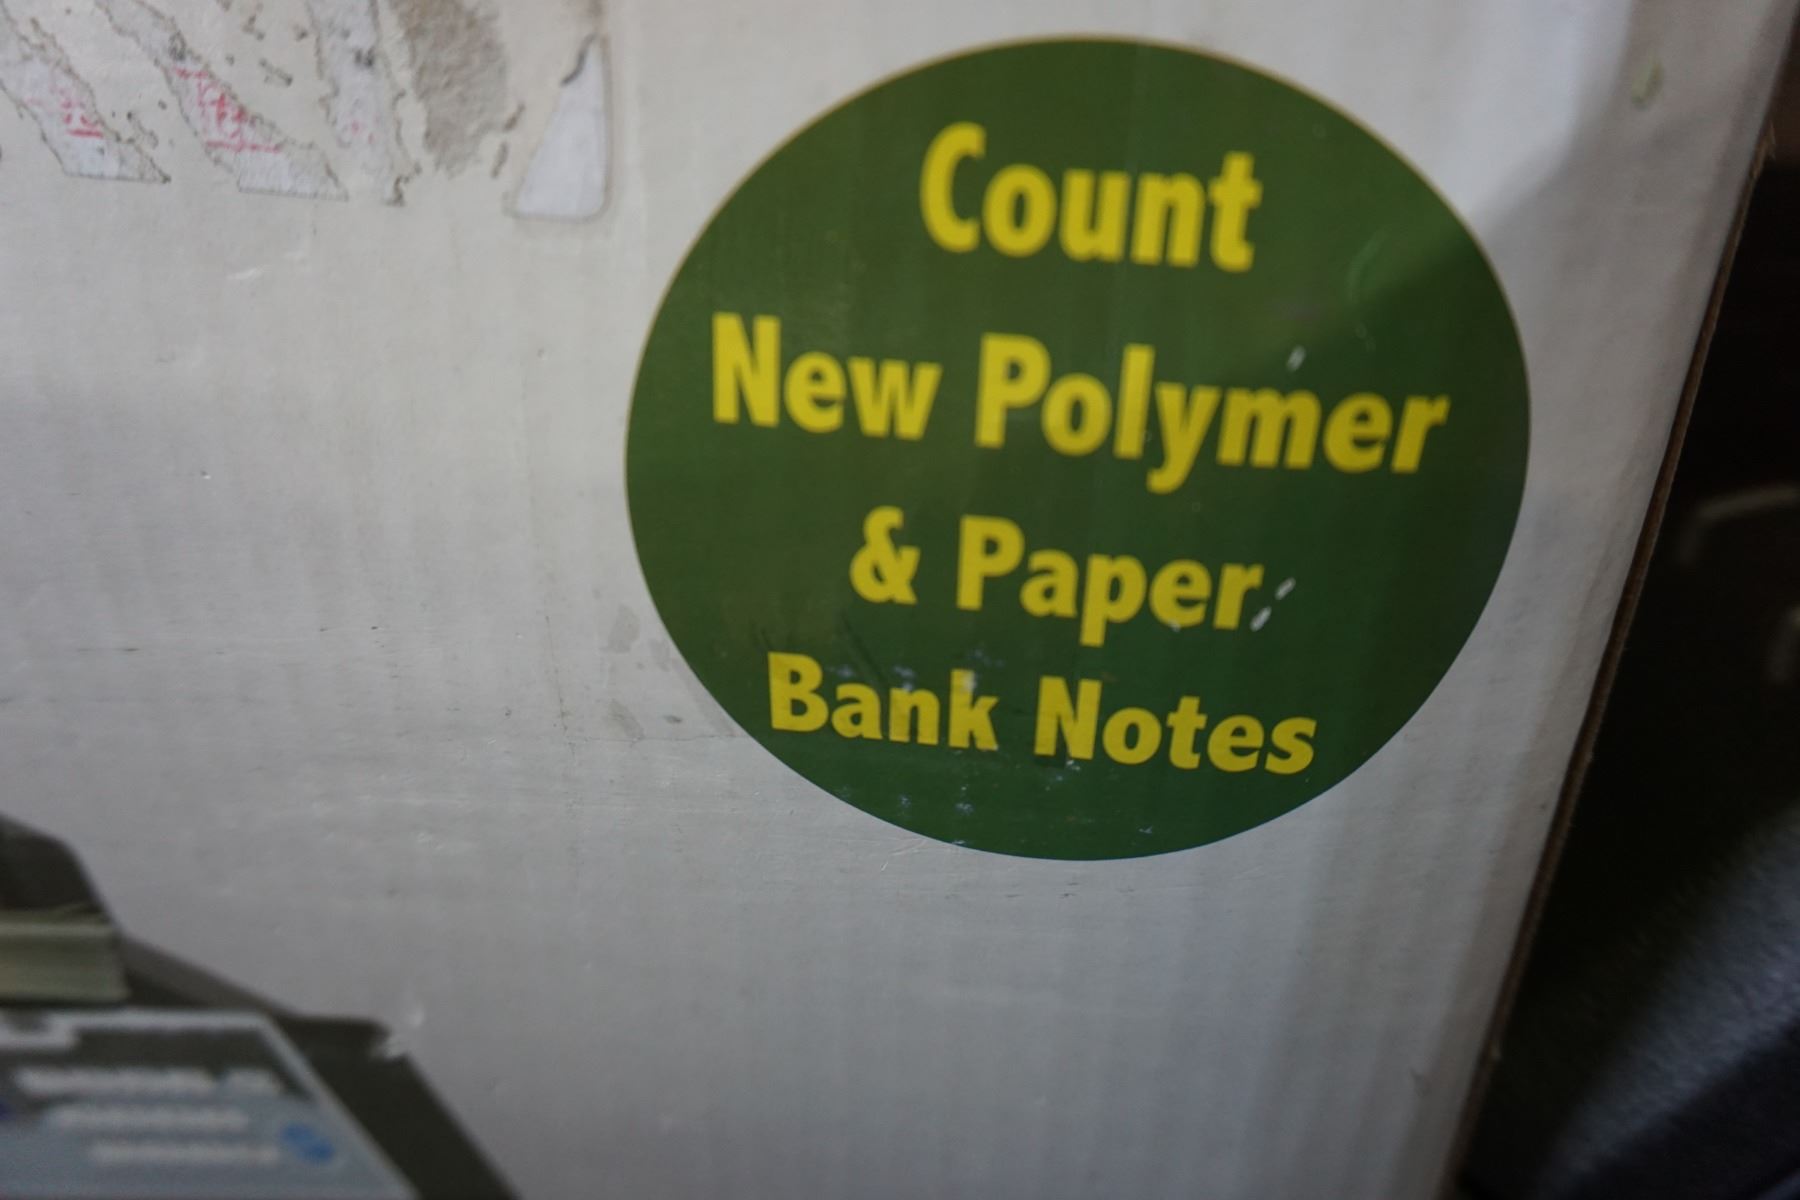 Count
New Polymer
& Paper
Bank Notes